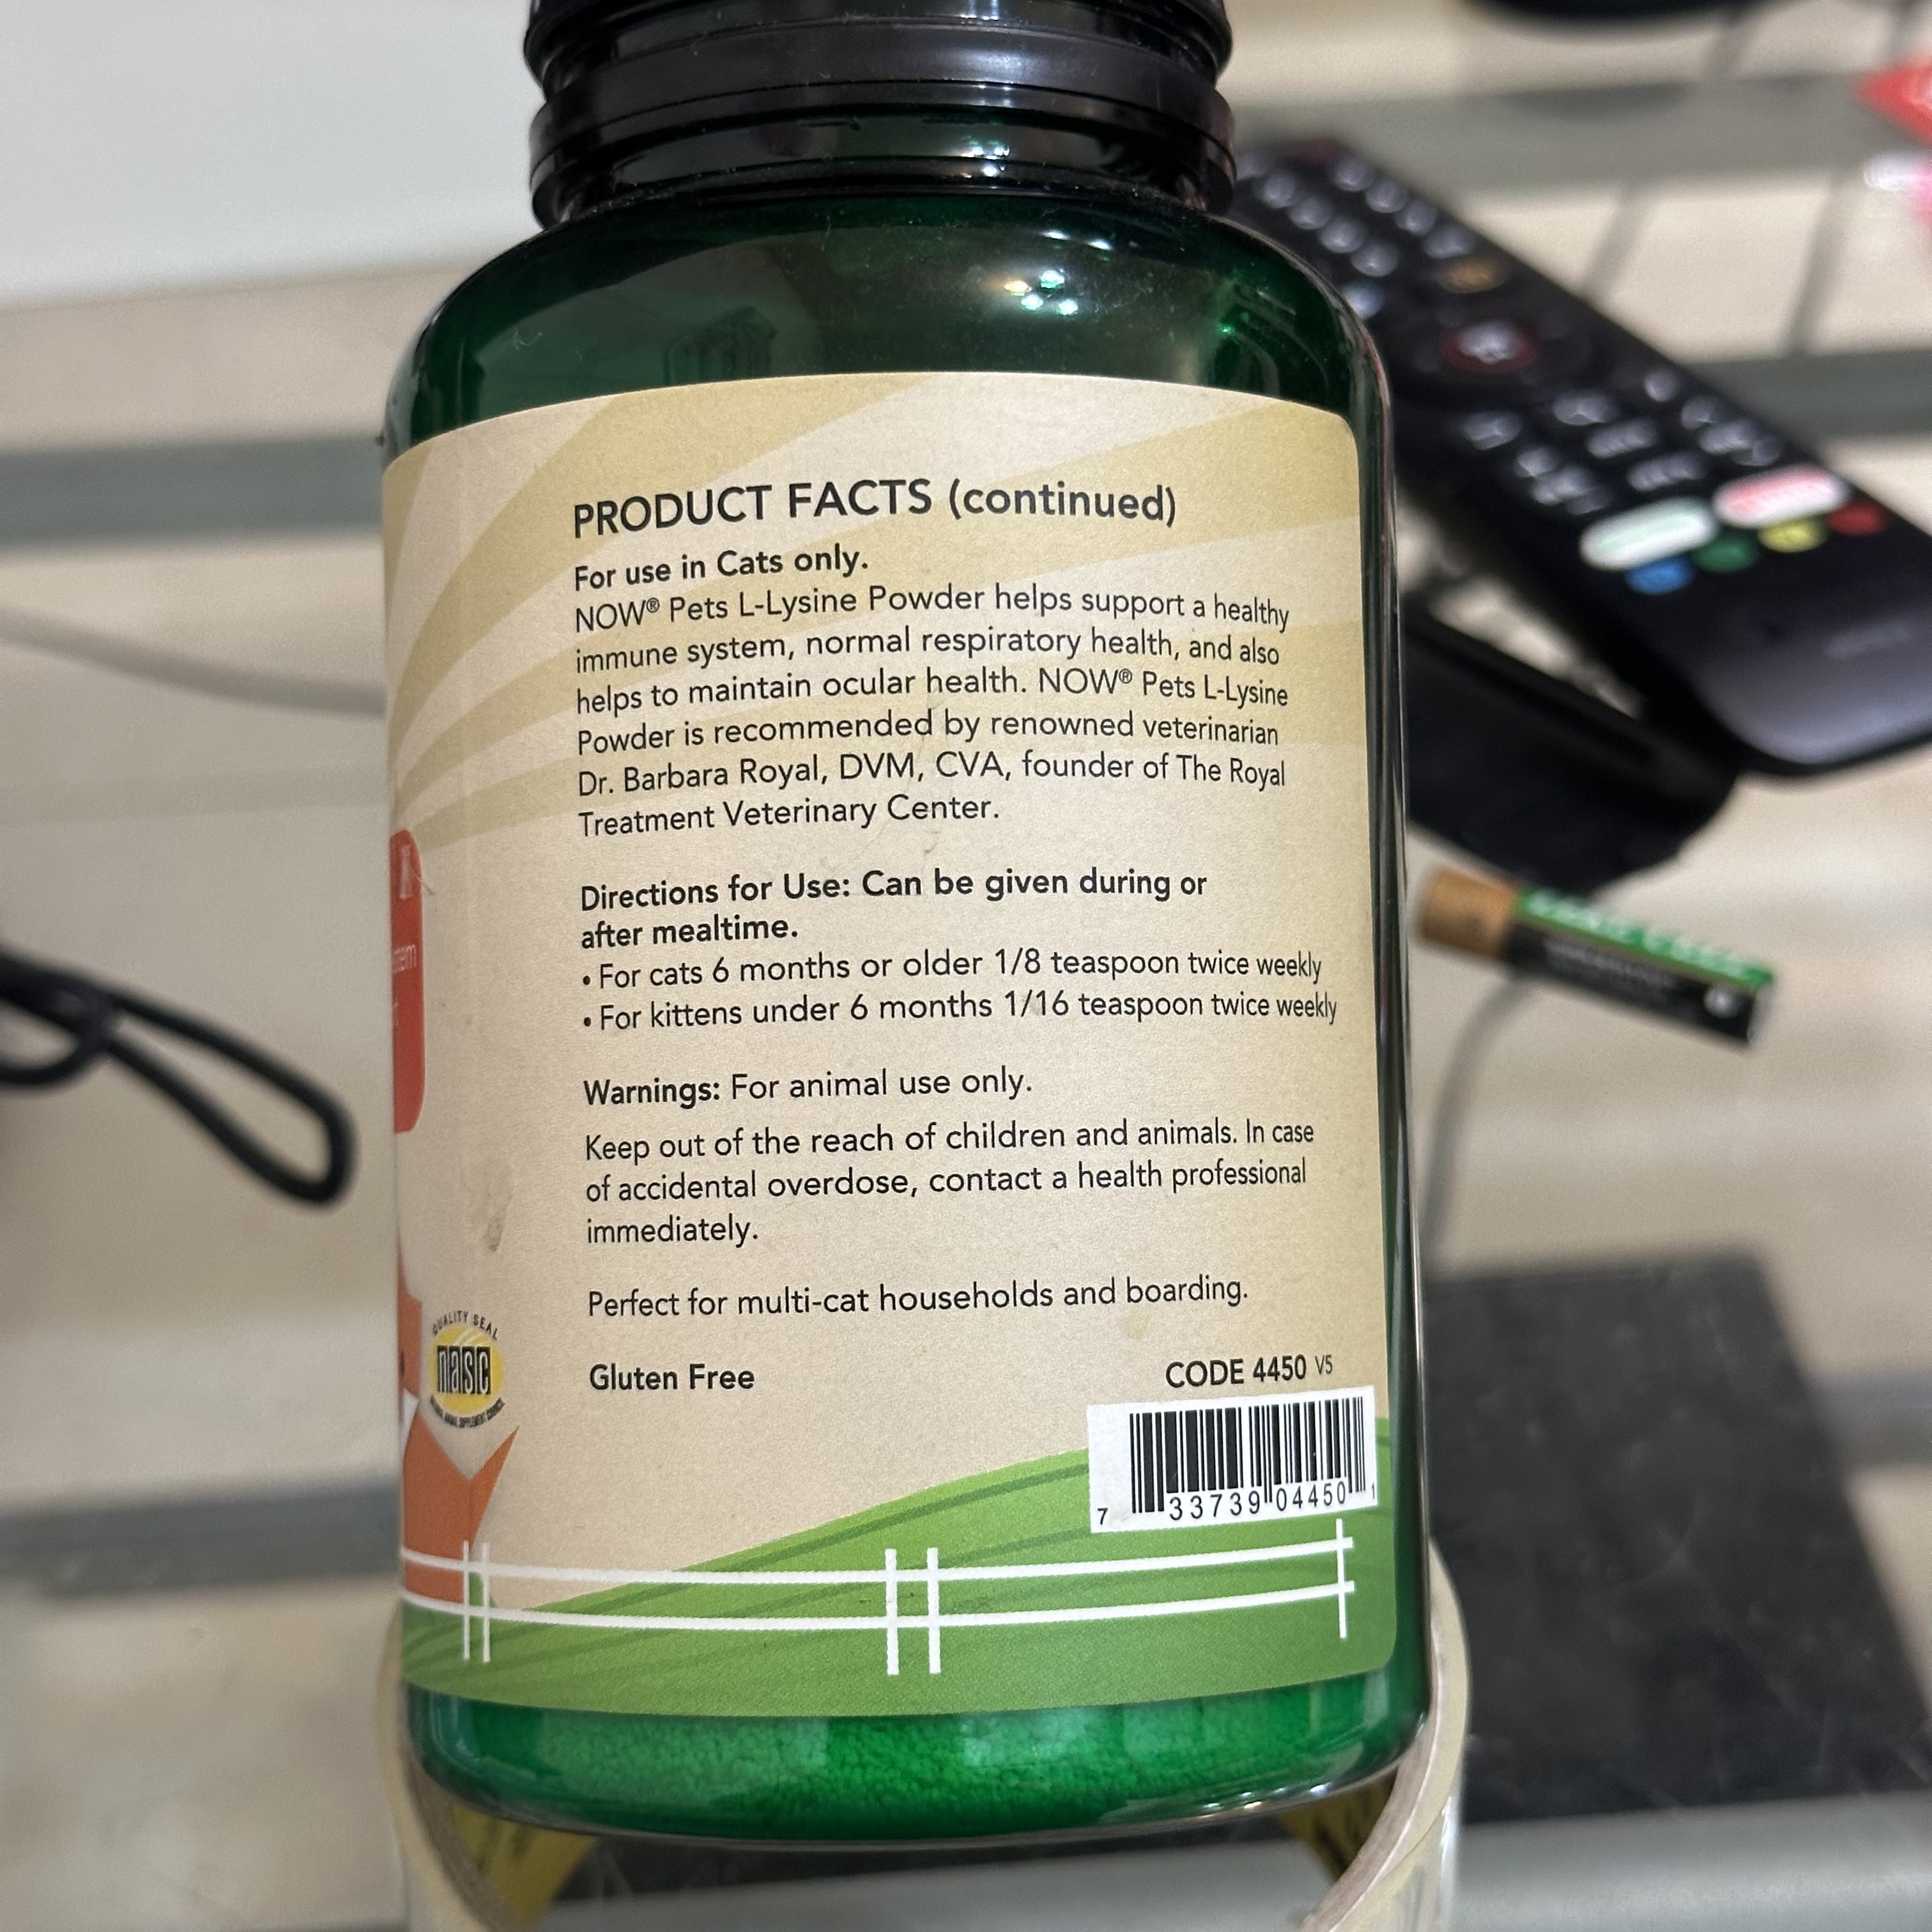 PRODUCT FACTS (continued)
For use in Cats only.
NOW® Pets L-Lysine Powder helps support a healthy
immune system, normal respiratory health, and also
helps to maintain ocular health. NOW® Pets L-Lysine
Powder is recommended by renowned veterinarian
Dr. Barbara Royal, DVM, CVA, founder of The Royal
Treatment Veterinary Center.
Directions for Use: Can be given during or
after mealtime.
• For cats 6 months or older 1/8 teaspoon twice weekly
• For kittens under 6 months 1/16 teaspoon twice weekly
Warnings: For animal use only.
Keep out of the reach of children and animals. In case
of accidental overdose, contact a health professional
immediately.
Perfect for multi-cat households and boarding.
QUALITY SEAL
nasc
Gluten Free
CODE 4450 V5
7 33739 04450 1